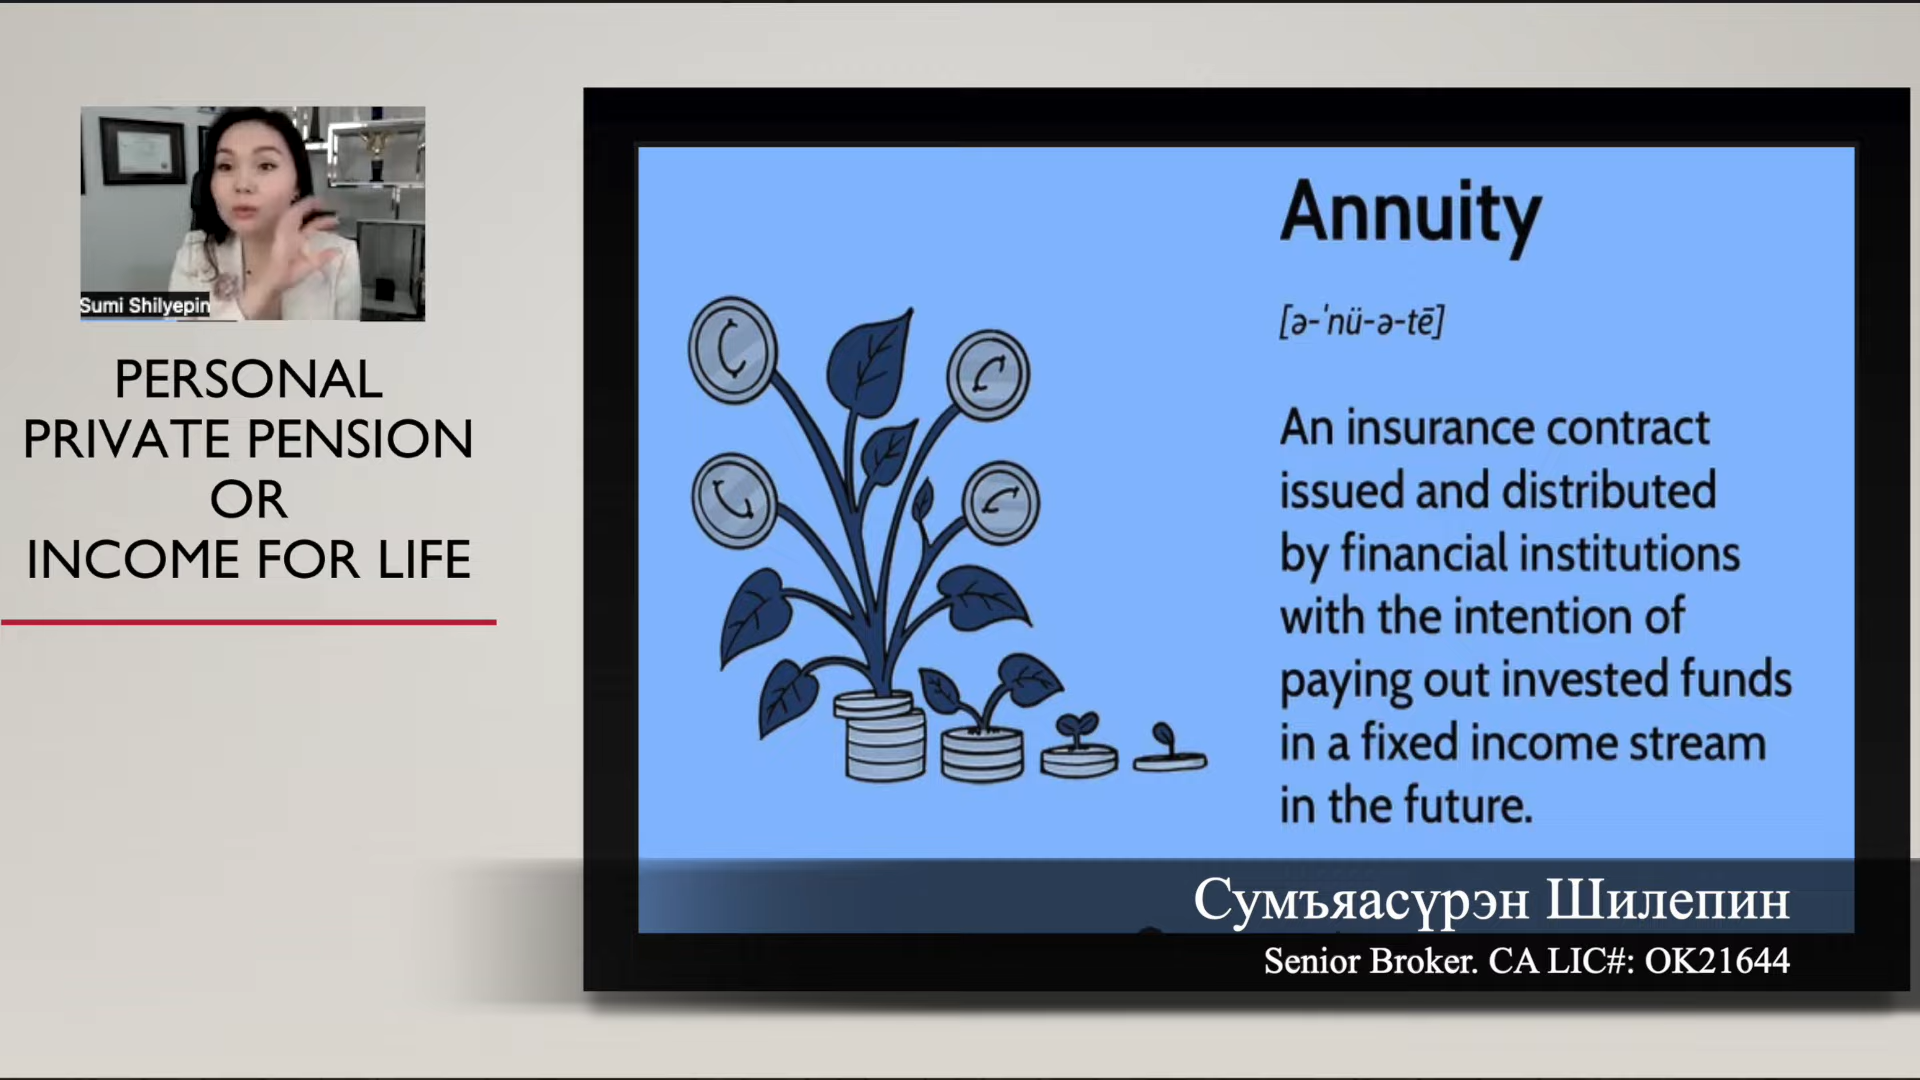 Sumi Shilyepin
PERSONAL
PRIVATE PENSION
OR
INCOME FOR LIFE
Annuity
[ə-ˈnü-ə-tē]
An insurance contract
issued and distributed
by financial institutions
with the intention of
paying out invested funds
in a fixed income stream
in the future.
Сумъяасүрэн Шилепин
Senior Broker. CA LIC#: OK21644